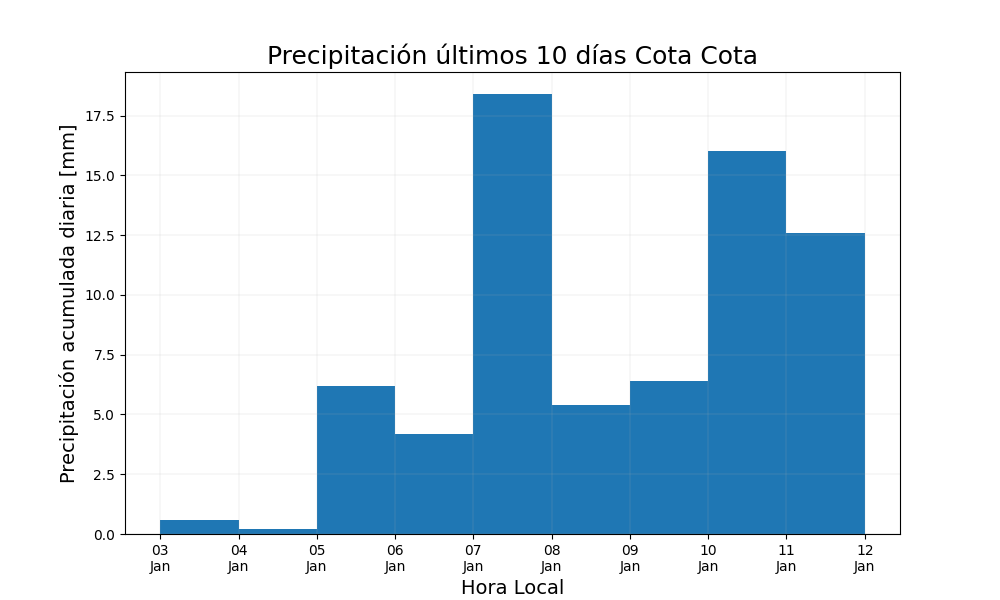 Precipitación últimos 10 días Cota Cota
Precipitación acumulada diaria [mm]
17.5
15.0
12.5
10.0
7.5
5.0
2.5
0.0
03 04 05 06 07 08 09 10 11 12
Jan Jan Jan Jan Jan Jan Jan Jan Jan Jan
Hora Local